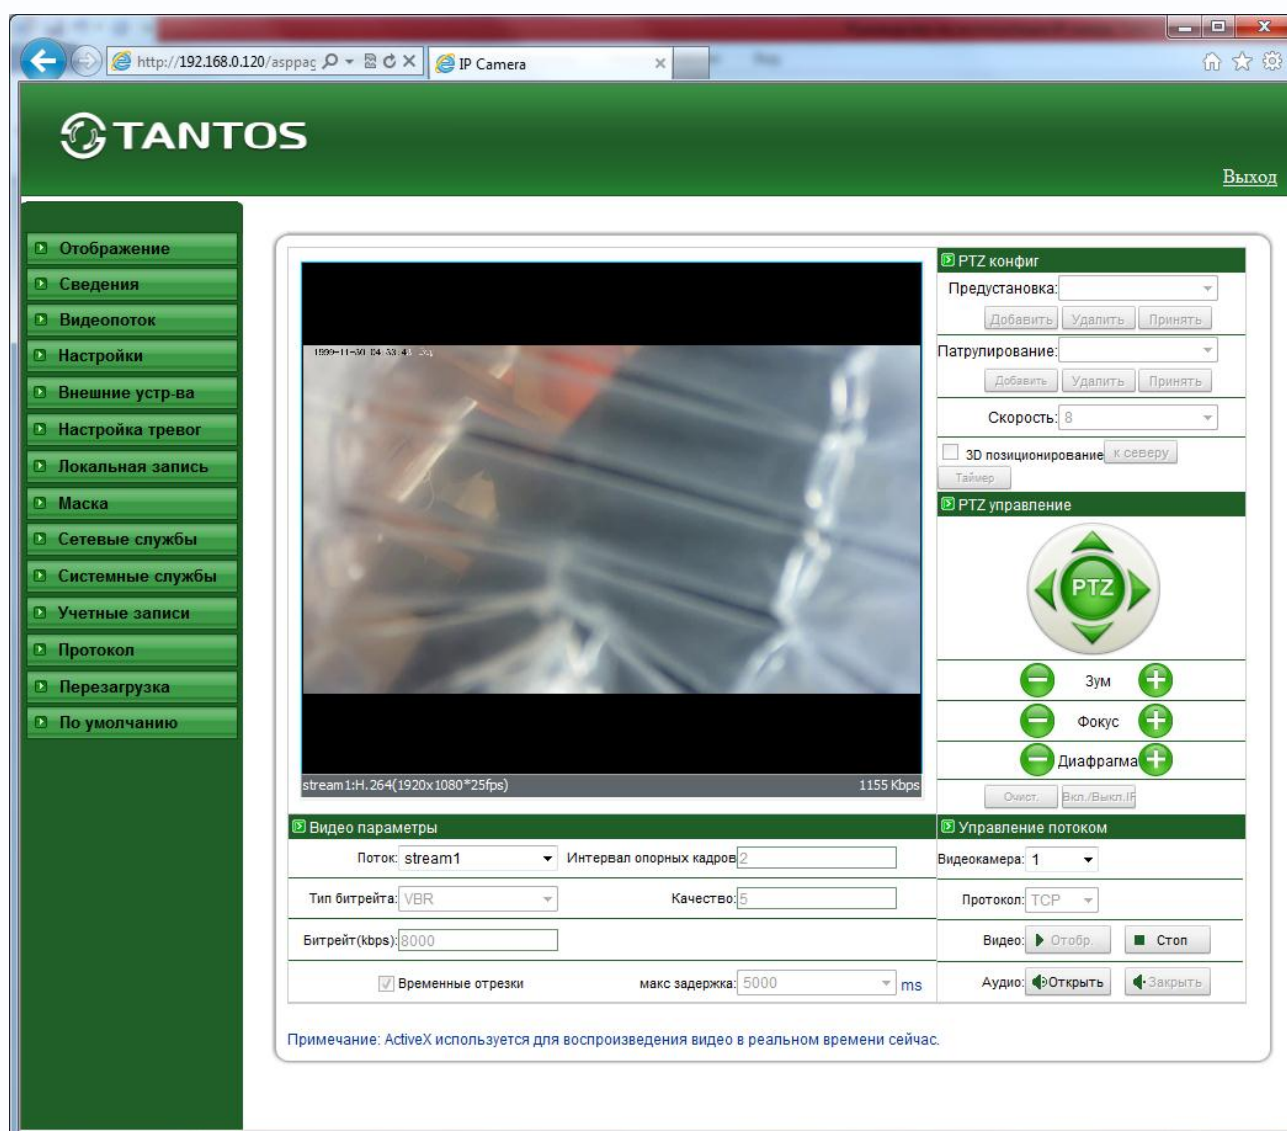 http://192.168.0.120/asppag
IP Camera
TANTOS
Выход
Отображение
Сведения
Видеопоток
Настройки
Внешние устр-ва
Настройка тревог
Локальная запись
Маска
Сетевые службы
Системные службы
Учетные записи
Протокол
Перезагрузка
По умолчанию
stream1:H.264(1920x1080*25fps) 1155 Kbps
PTZ конфиг
Предустановка:
Добавить Удалить Принять
Патрулирование:
Добавить Удалить Принять
Скорость: 8
3D позиционирование к северу
Таймер
PTZ управление
PTZ
Зум
Фокус
Диафрагма
Очист. Вкл./Выкл.IF
Видео параметры
Поток: stream1 Интервал опорных кадров 2
Тип битрейта: VBR Качество: 5
Битрейт(kbps): 8000
Временные отрезки макс задержка: 5000 ms
Управление потоком
Видеокамера: 1
Протокол: TCP
Видео: Отобр. Стоп
Аудио: Открыть Закрыть
Примечание: ActiveX используется для воспроизведения видео в реальном времени сейчас.